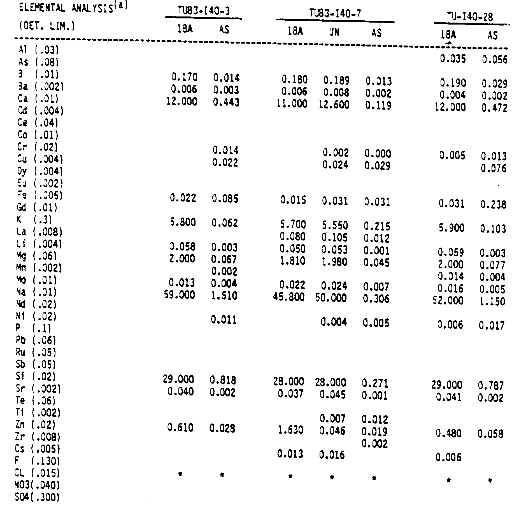 ELEMENTAL ANALYSIS(a) TU83-I40-3 TU83-I40-7 TU-I40-28
(DET. LIM.) 18A AS 18A JN AS 18A AS
Al (.03)
As (.08) 0.035 0.056
B (.01) 0.170 0.014 0.180 0.189 0.013 0.190 0.029
Ba (.002) 0.006 0.003 0.006 0.008 0.002 0.004 0.002
Ca (.01) 12.000 0.443 11.000 12.600 0.119 12.000 0.472
Cd (.004)
Ce (.04)
Co (.01)
Cr (.02) 0.014 0.002 0.000 0.005 0.013
Cu (.004) 0.022 0.024 0.029 0.076
Dy (.004)
Eu (.002)
Fe (.005) 0.022 0.085 0.015 0.031 0.031 0.031 0.238
Gd (.01)
K (.3) 5.800 0.062 5.700 5.550 0.215 5.900 0.103
La (.008) 0.080 0.105 0.012
Li (.004) 0.058 0.003 0.050 0.053 0.001 0.059 0.003
Mg (.06) 2.000 0.067 1.810 1.980 0.045 2.000 0.077
Mn (.002) 0.002 0.014 0.004
Mo (.01) 0.013 0.004 0.022 0.024 0.007 0.016 0.005
Na (.01) 59.000 1.510 45.800 50.000 0.306 52.000 1.150
Nd (.02)
Ni (.02) 0.011 0.004 0.005 0.006 0.017
P (.1)
Pb (.06)
Ru (.05)
Sb (.05)
Si (.02) 29.000 0.818 28.000 28.000 0.271 29.000 0.787
Sr (.002) 0.040 0.002 0.037 0.045 0.001 0.041 0.002
Te (.06)
Ti (.002) 0.007 0.012
Zn (.02) 0.610 0.023 1.630 0.046 0.019 0.480 0.058
Zr (.008) 0.002
Cs (.005) 0.013 0.016 0.006
F (.130)
CL (.015) * * * * * * *
NO3(.040)
SO4(.300)